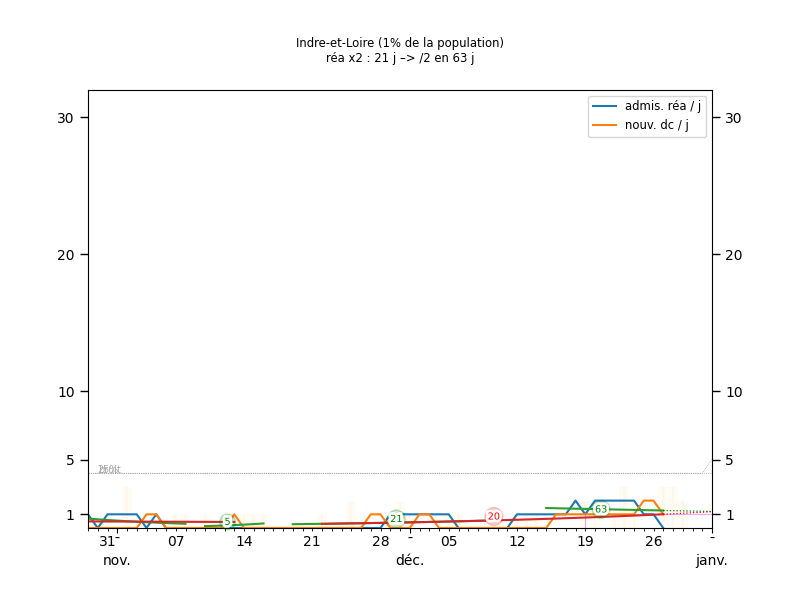 Indre-et-Loire (1% de la population)
réa x2 : 21 j –> /2 en 63 j
admis. réa / j
nouv. dc / j
30 30
20 20
10 10
5 5
1 1
5 21 20 63
31 07 14 21 28 05 12 19 26
nov. déc. janv.